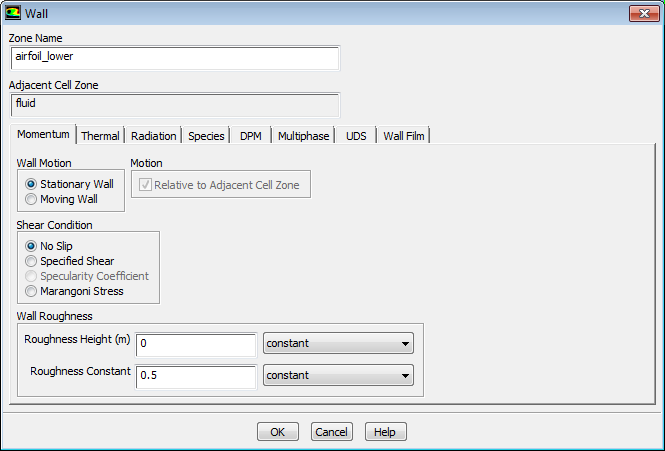 Wall
Zone Name
airfoil_lower
Adjacent Cell Zone
fluid
Momentum Thermal Radiation Species DPM Multiphase UDS Wall Film
Wall Motion Motion
Stationary Wall Relative to Adjacent Cell Zone
Moving Wall
Shear Condition
No Slip
Specified Shear
Specularity Coefficient
Marangoni Stress
Wall Roughness
Roughness Height (m) 0 constant
Roughness Constant 0.5 constant
OK Cancel Help